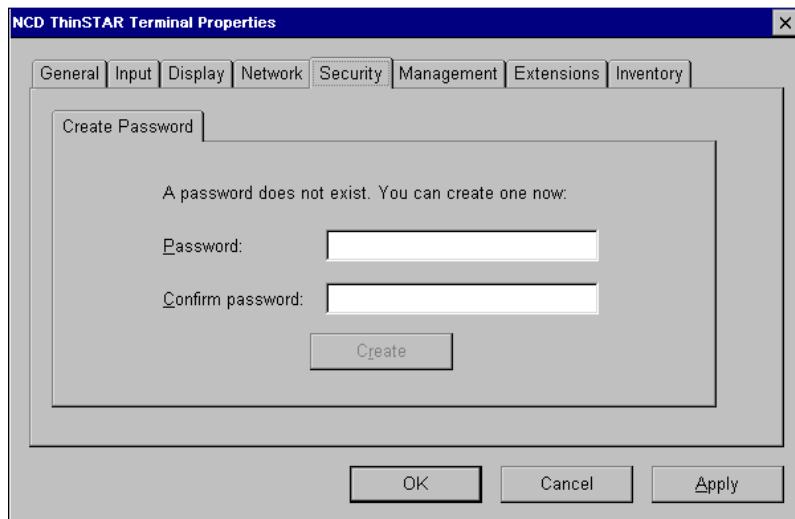 NCD ThinSTAR Terminal Properties
General Input Display Network Security Management Extensions Inventory
Create Password
A password does not exist. You can create one now:
Password:
Confirm password:
Create
OK Cancel Apply